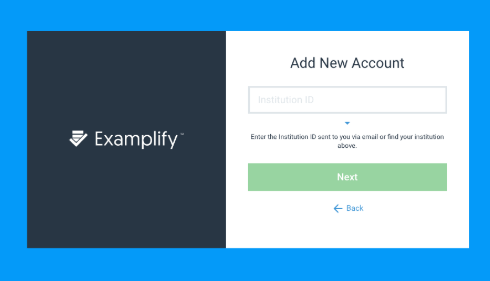 Add New Account
Institution ID
Examplify™
Enter the Institution ID sent to you via email or find your institution
above.
Next
Back